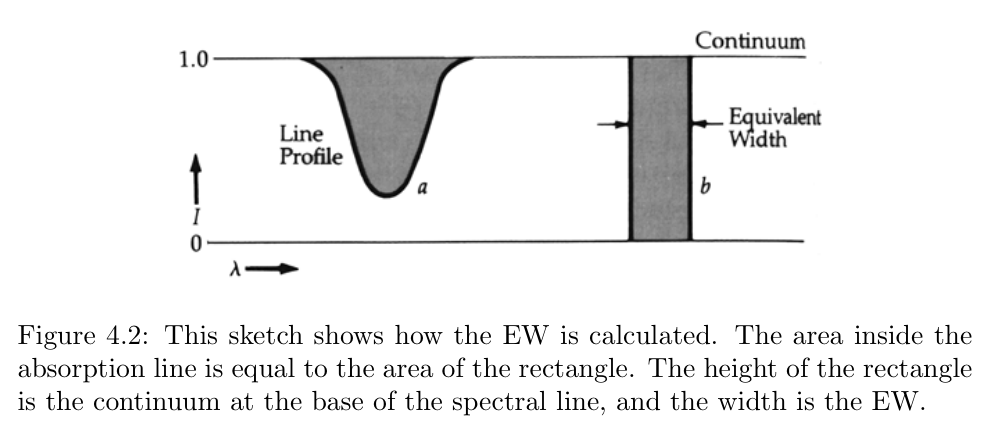 Continuum
1.0
Equivalent
Width
Line
Profile
a
b
I
0
λ
Figure 4.2: This sketch shows how the EW is calculated. The area inside the
absorption line is equal to the area of the rectangle. The height of the rectangle
is the continuum at the base of the spectral line, and the width is the EW.